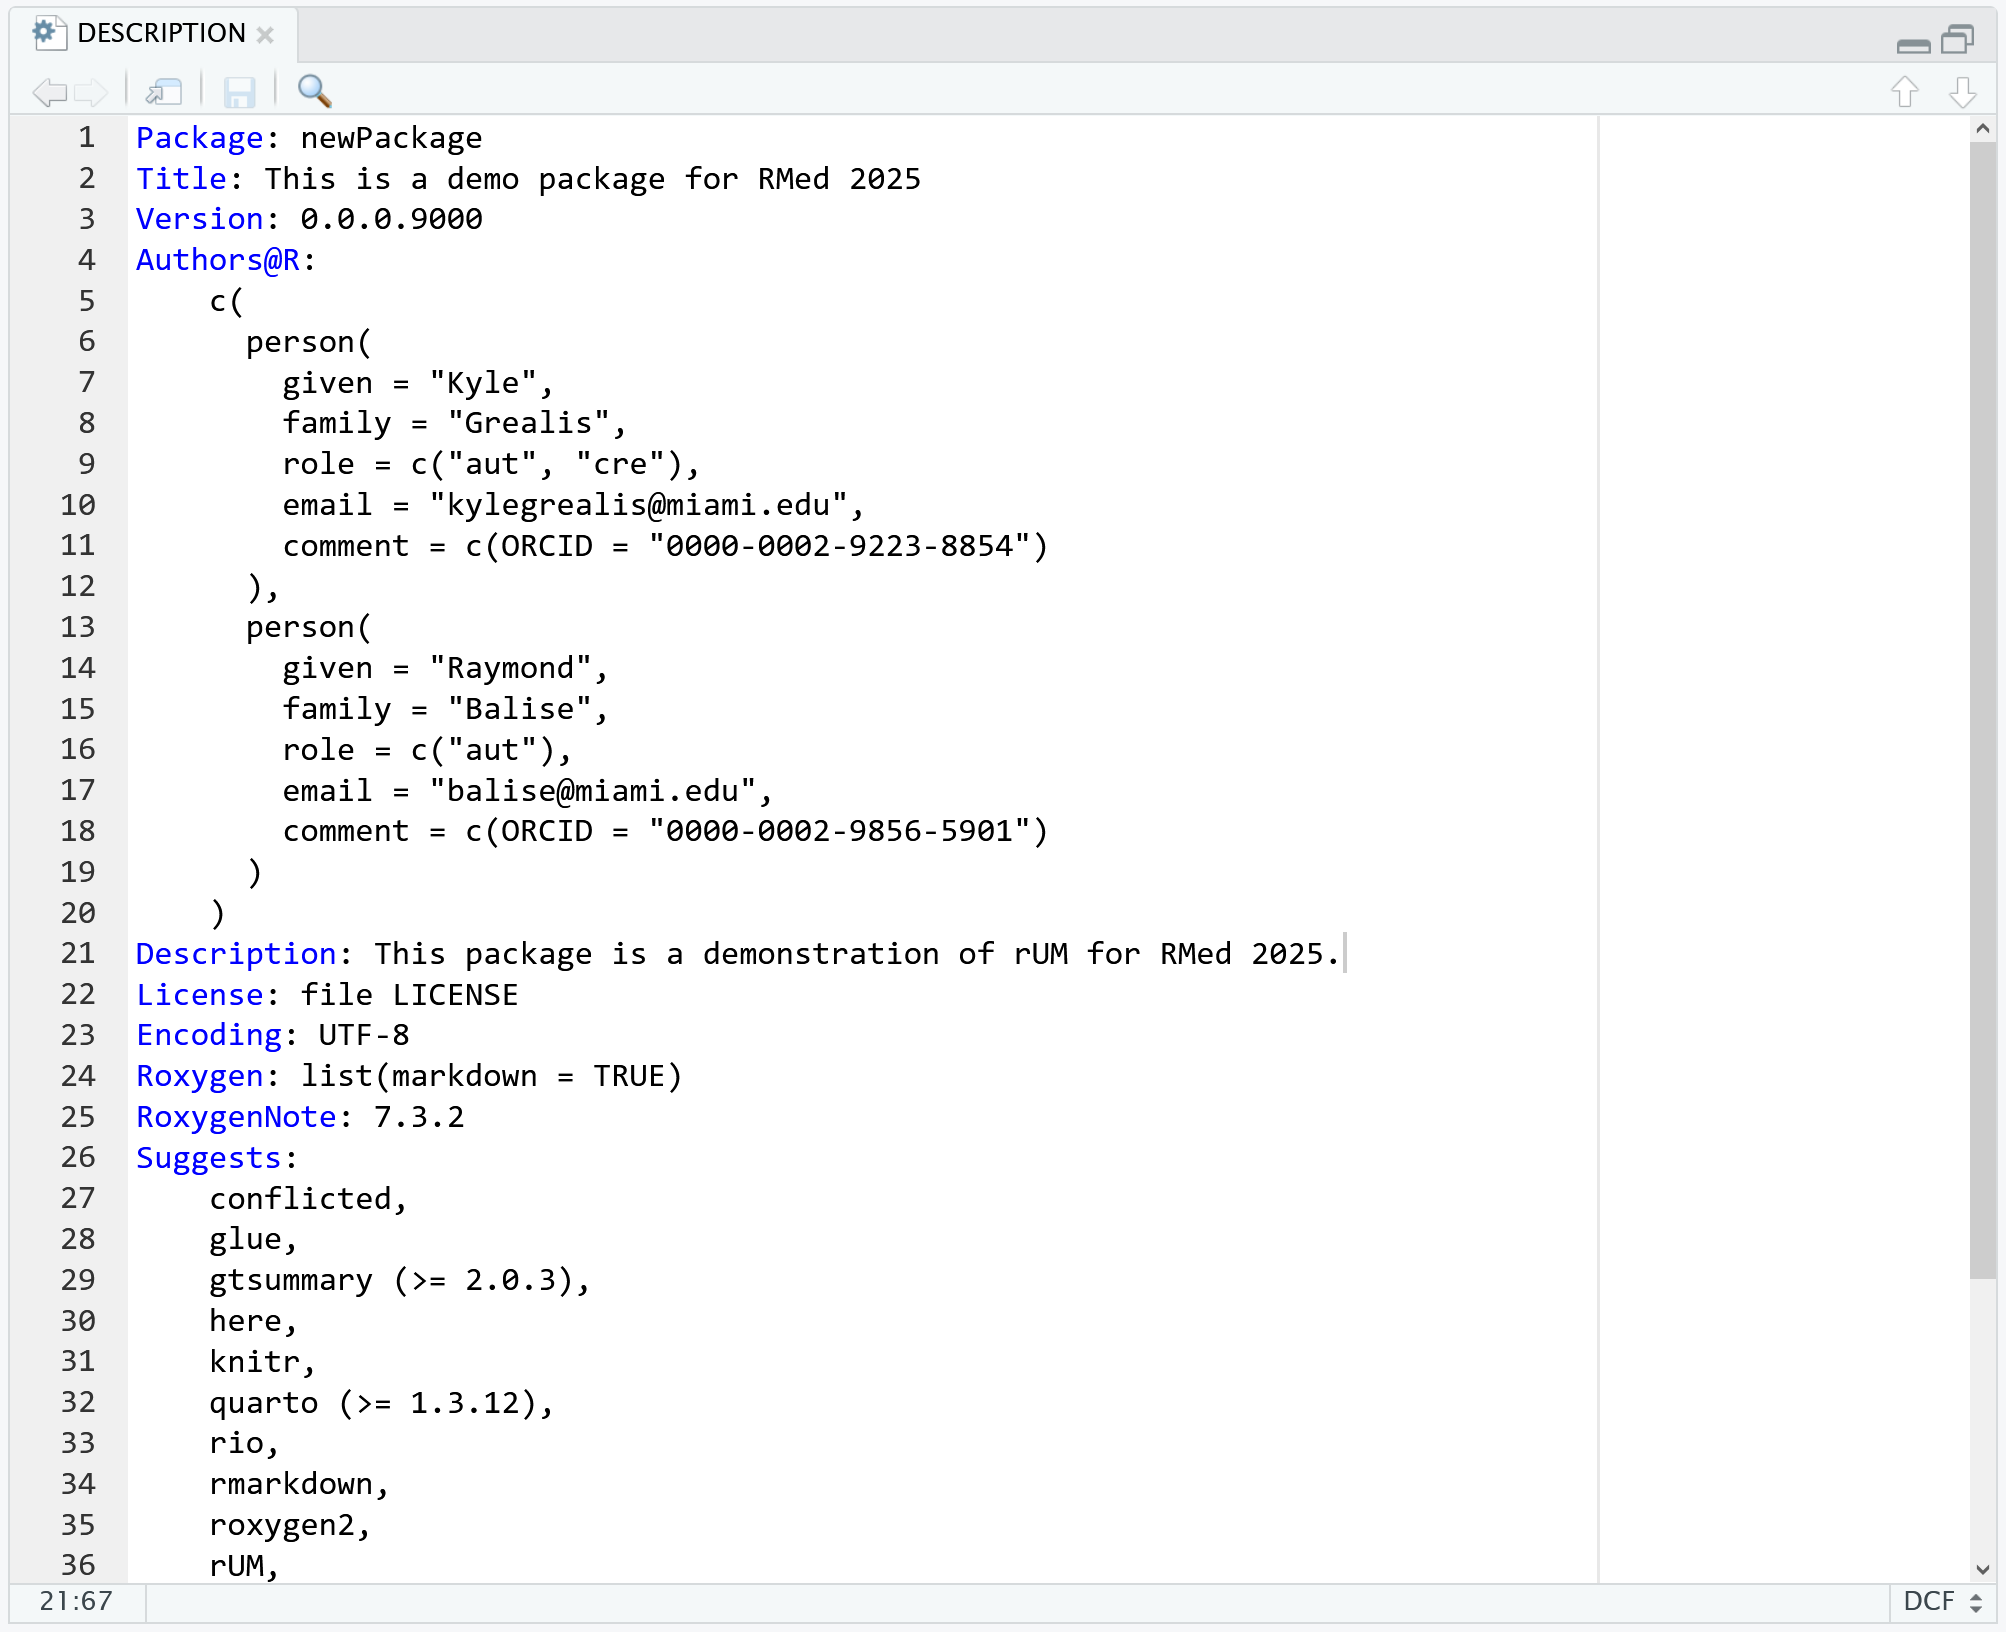 DESCRIPTION
1 Package: newPackage
2 Title: This is a demo package for RMed 2025
3 Version: 0.0.0.9000
4 Authors@R:
5     c(
6       person(
7         given = "Kyle",
8         family = "Grealis",
9         role = c("aut", "cre"),
10         email = "kylegrealis@miami.edu",
11         comment = c(ORCID = "0000-0002-9223-8854")
12       ),
13       person(
14         given = "Raymond",
15         family = "Balise",
16         role = c("aut"),
17         email = "balise@miami.edu",
18         comment = c(ORCID = "0000-0002-9856-5901")
19       )
20     )
21 Description: This package is a demonstration of rUM for RMed 2025.
22 License: file LICENSE
23 Encoding: UTF-8
24 Roxygen: list(markdown = TRUE)
25 RoxygenNote: 7.3.2
26 Suggests:
27     conflicted,
28     glue,
29     gtsummary (>= 2.0.3),
30     here,
31     knitr,
32     quarto (>= 1.3.12),
33     rio,
34     rmarkdown,
35     roxygen2,
36     rUM,
21:67 DCF